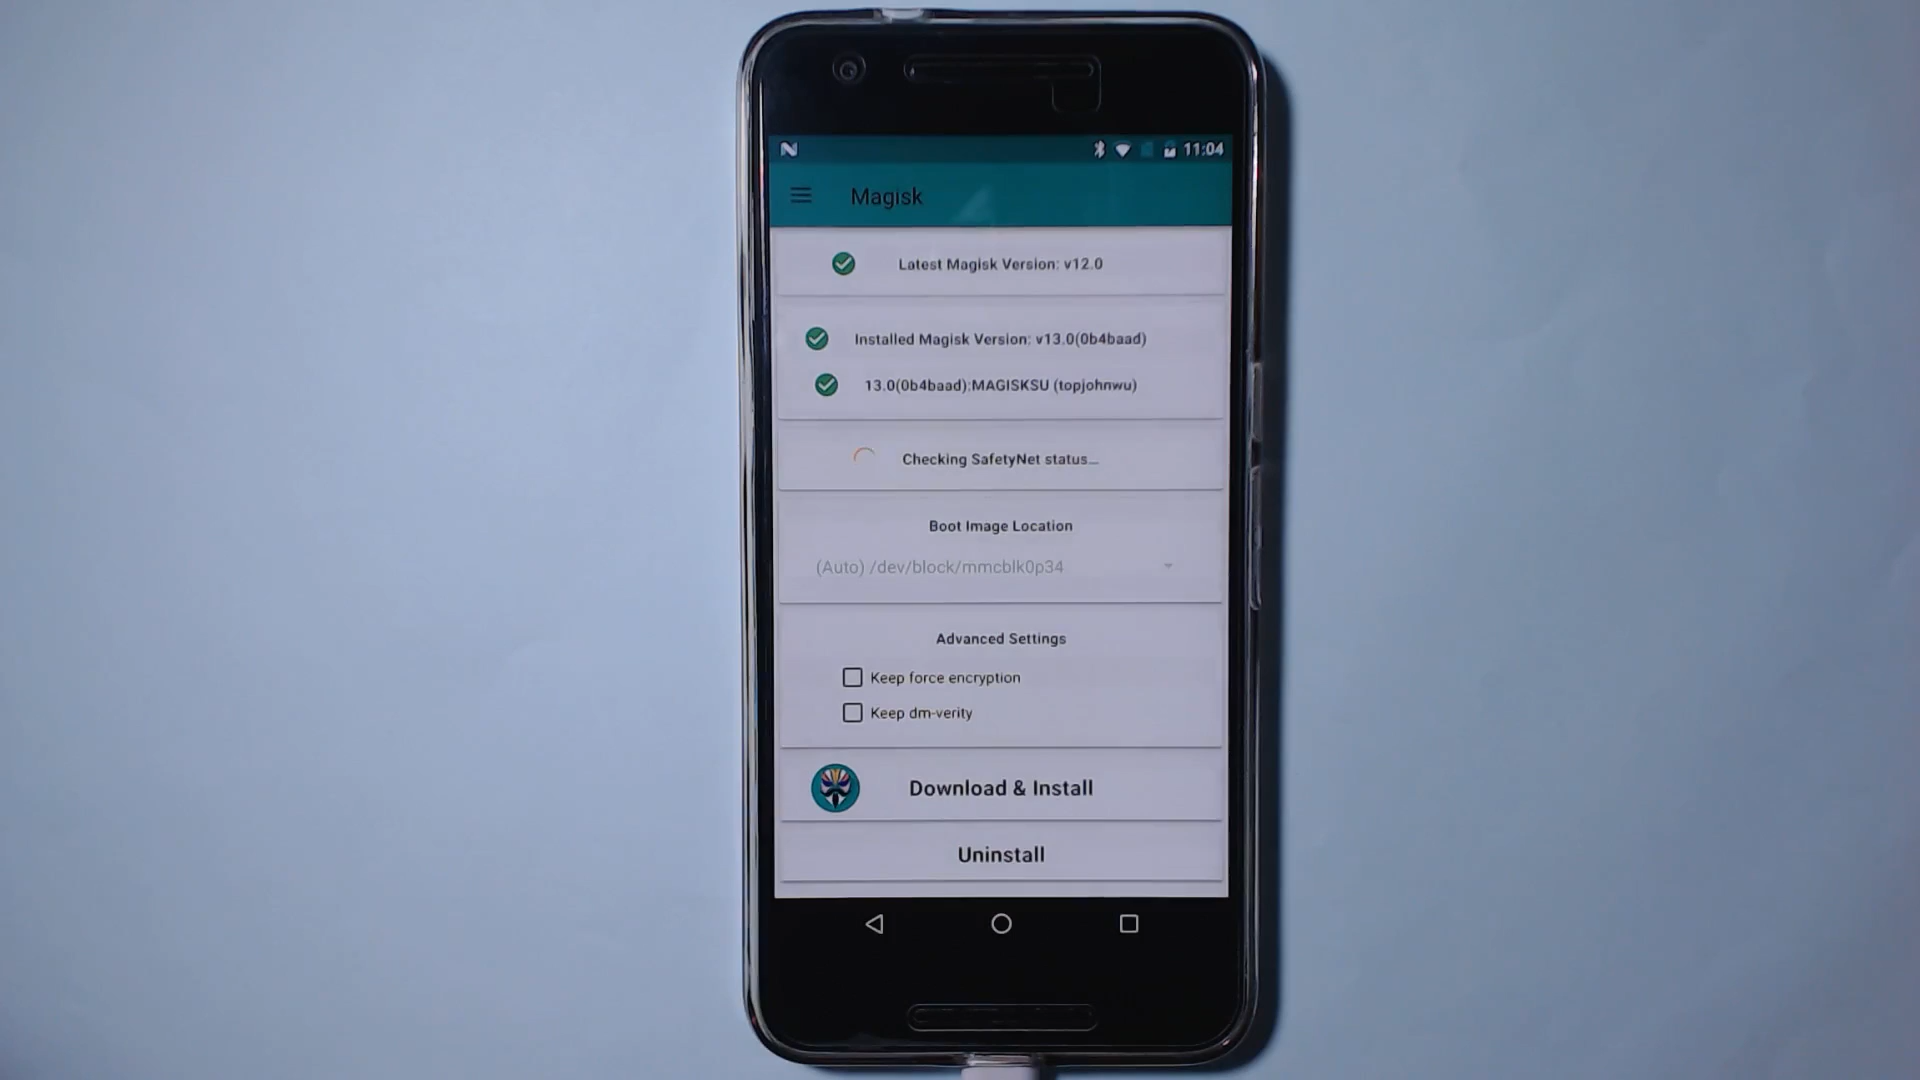 11:04
Magisk
Latest Magisk Version: v12.0
Installed Magisk Version: v13.0(0b4baad)
13.0(0b4baad):MAGISKSU (topjohnwu)
Checking SafetyNet status...
Boot Image Location
(Auto) /dev/block/mmcblk0p34
Advanced Settings
Keep force encryption
Keep dm-verity
Download & Install
Uninstall